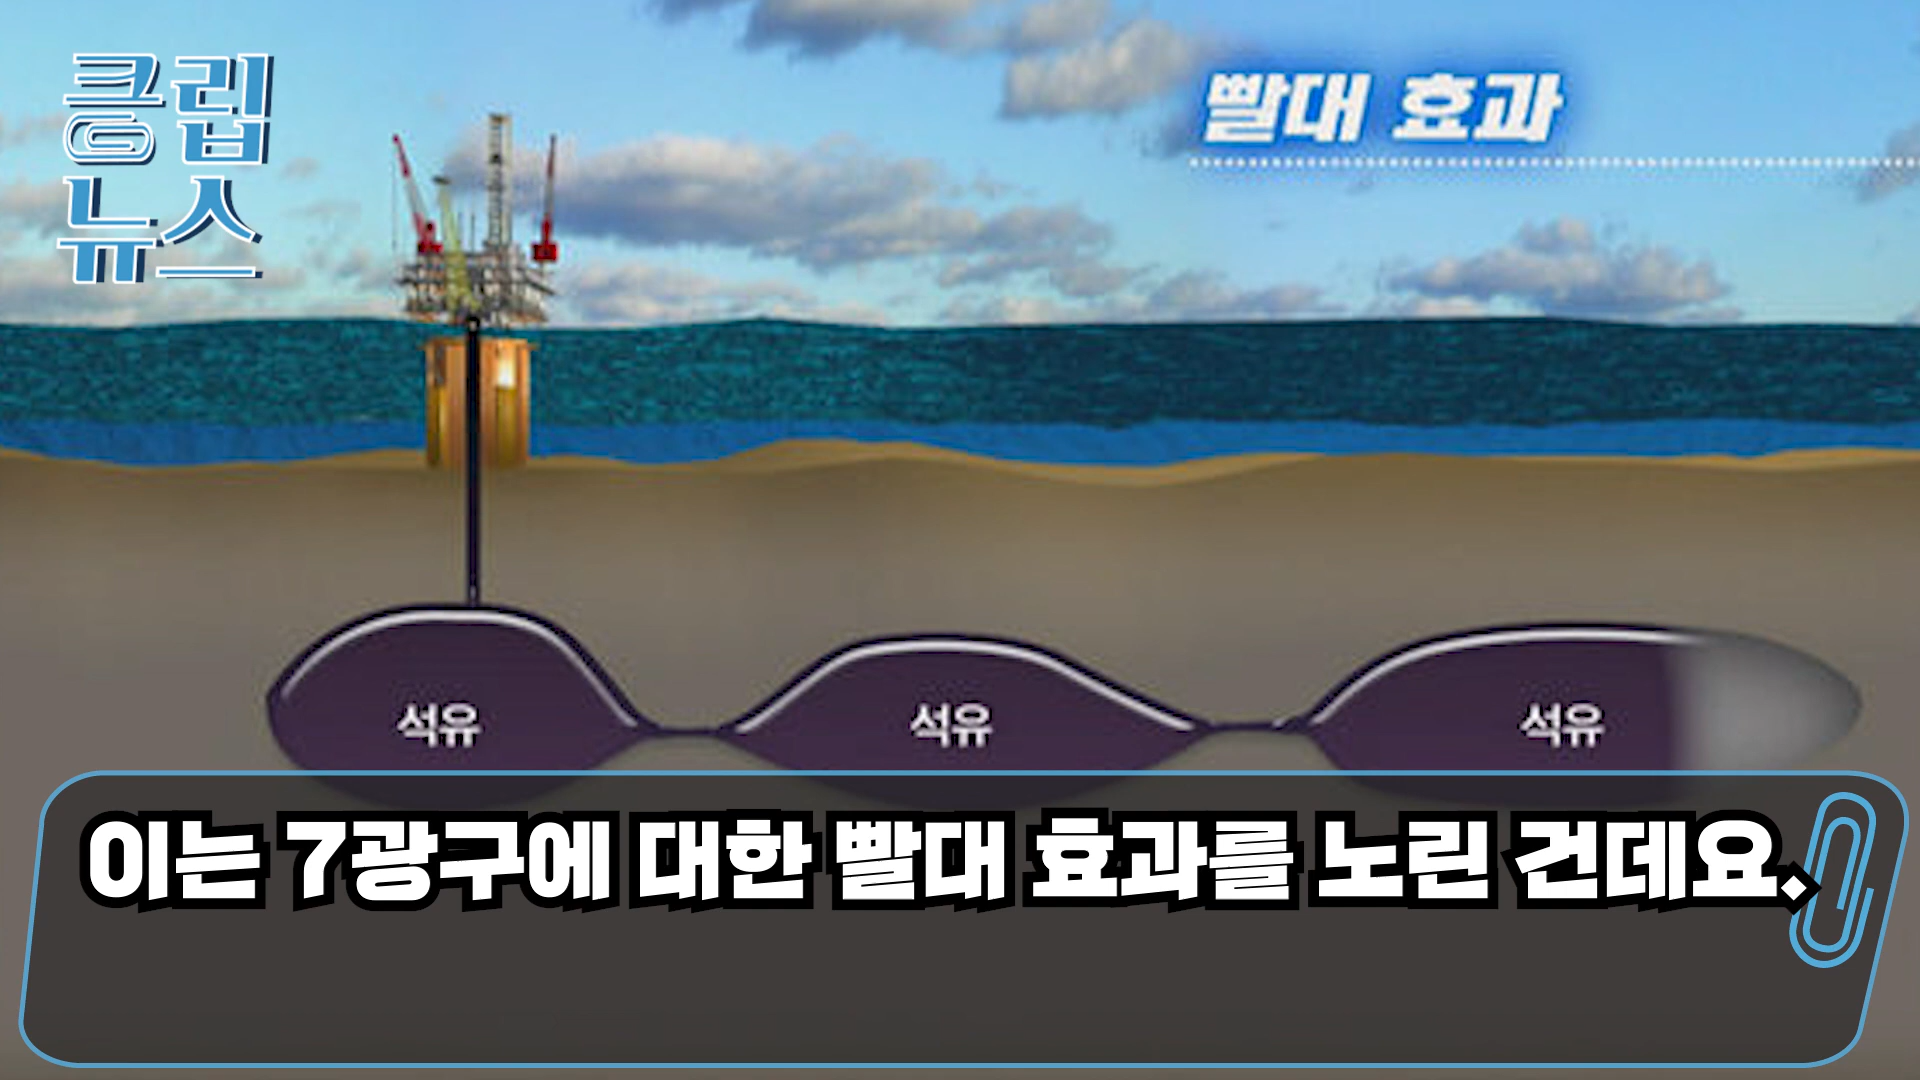 클립
뉴스
빨대 효과
석유
석유
석유
이는 7광구에 대한 빨대 효과를 노린 건데요.